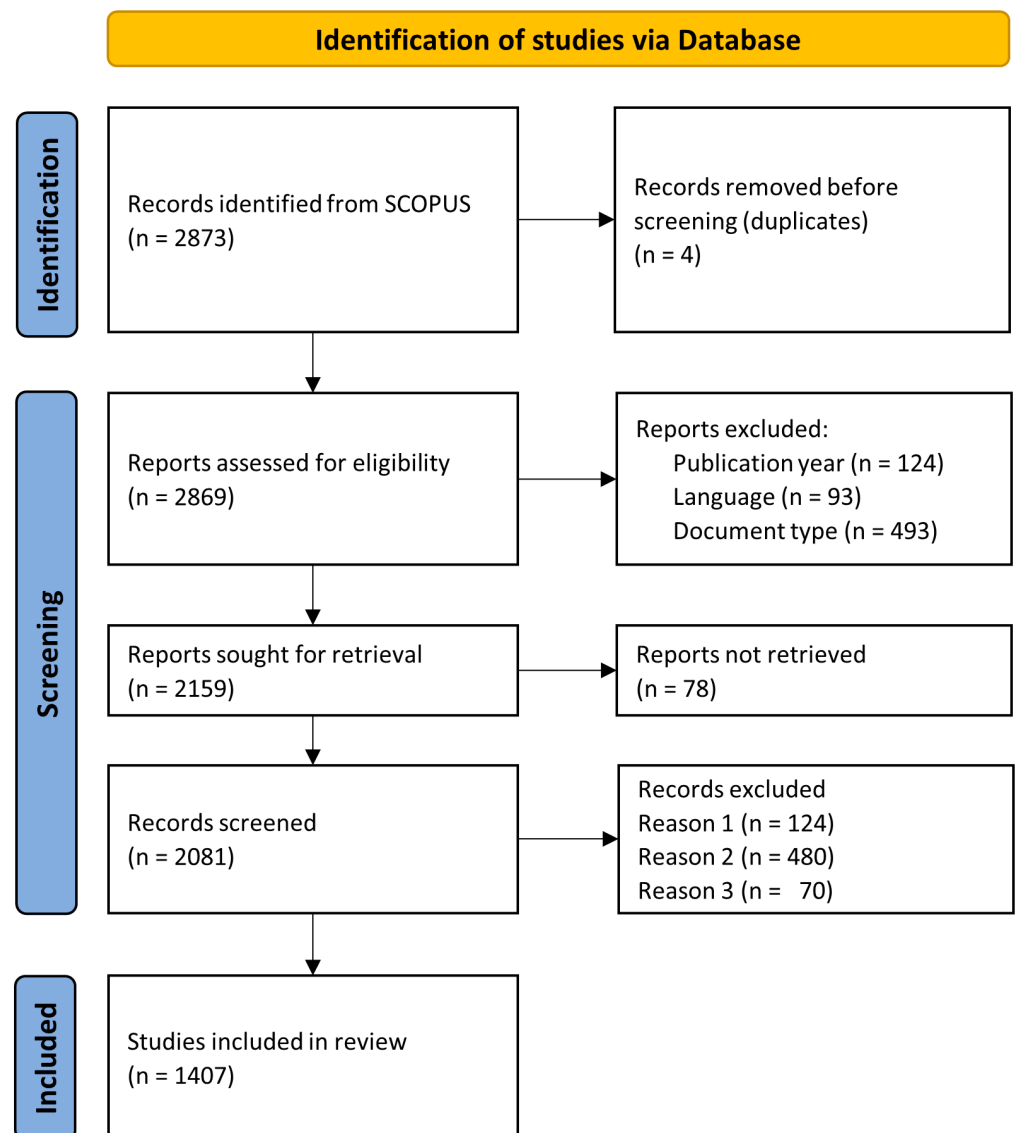 Identification of studies via Database
Identification
Records identified from SCOPUS
(n = 2873)
Records removed before
screening (duplicates)
(n = 4)
Screening
Reports assessed for eligibility
(n = 2869)
Reports excluded:
Publication year (n = 124)
Language (n = 93)
Document type (n = 493)
Reports sought for retrieval
(n = 2159)
Reports not retrieved
(n = 78)
Records screened
(n = 2081)
Records excluded
Reason 1 (n = 124)
Reason 2 (n = 480)
Reason 3 (n =   70)
Included
Studies included in review
(n = 1407)